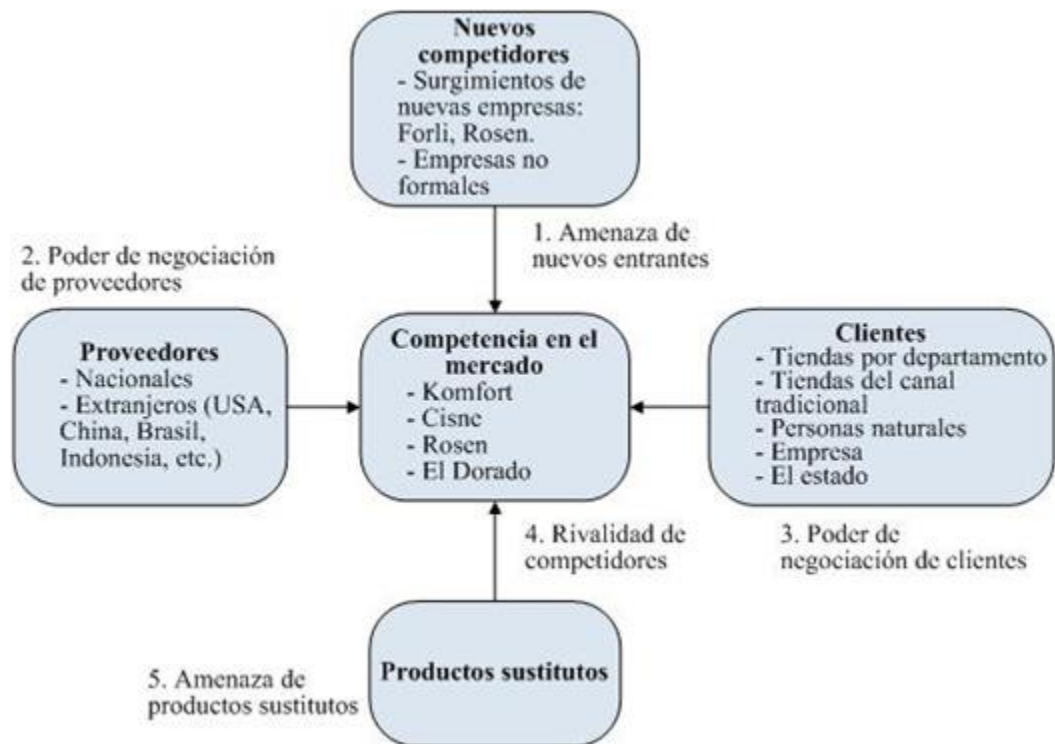 Nuevos
competidores
- Surgimientos de
nuevas empresas:
Forli, Rosen.
- Empresas no
formales
1. Amenaza de
nuevos entrantes
2. Poder de negociación
de proveedores
Proveedores
- Nacionales
- Extranjeros (USA,
China, Brasil,
Indonesia, etc.)
Competencia en el
mercado
- Komfort
- Cisne
- Rosen
- El Dorado
Clientes
- Tiendas por departamento
- Tiendas del canal
tradicional
- Personas naturales
- Empresa
- El estado
4. Rivalidad de
competidores
3. Poder de
negociación de clientes
Productos sustitutos
5. Amenaza de
productos sustitutos